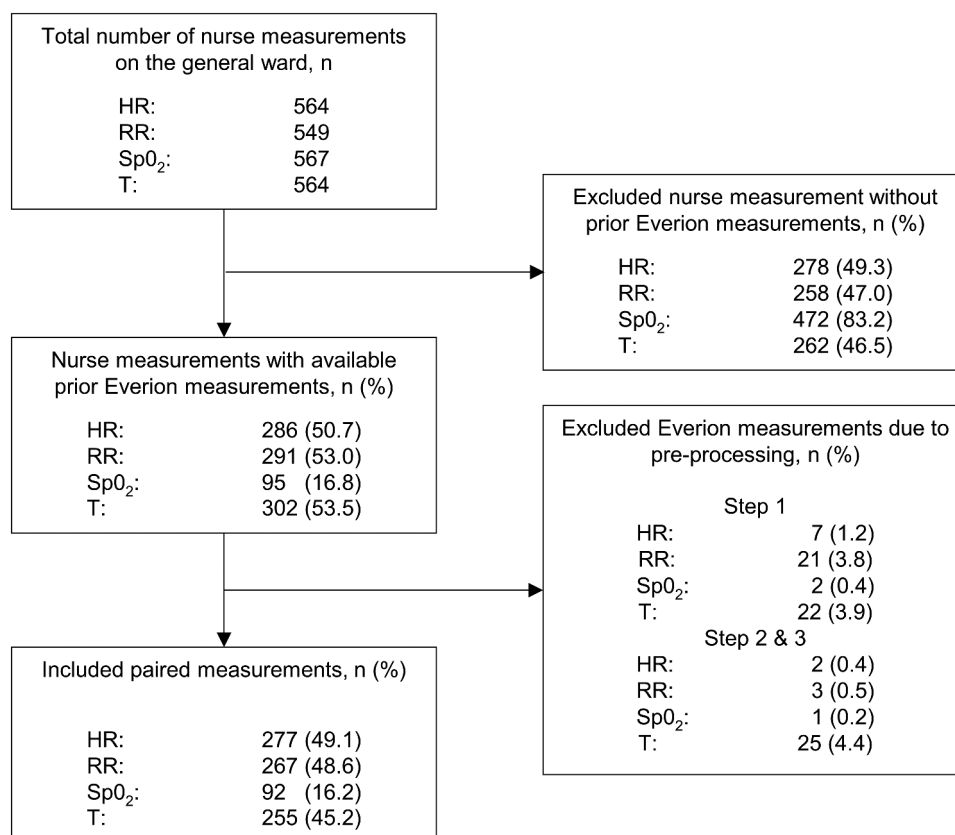 Total number of nurse measurements
on the general ward, n
HR: 564
RR: 549
Sp0₂: 567
T: 564
Excluded nurse measurement without
prior Everion measurements, n (%)
HR: 278 (49.3)
RR: 258 (47.0)
Sp0₂: 472 (83.2)
T: 262 (46.5)
Nurse measurements with available
prior Everion measurements, n (%)
HR: 286 (50.7)
RR: 291 (53.0)
Sp0₂: 95 (16.8)
T: 302 (53.5)
Excluded Everion measurements due to
pre-processing, n (%)
Step 1
HR: 7 (1.2)
RR: 21 (3.8)
Sp0₂: 2 (0.4)
T: 22 (3.9)
Step 2 & 3
HR: 2 (0.4)
RR: 3 (0.5)
Sp0₂: 1 (0.2)
T: 25 (4.4)
Included paired measurements, n (%)
HR: 277 (49.1)
RR: 267 (48.6)
Sp0₂: 92 (16.2)
T: 255 (45.2)